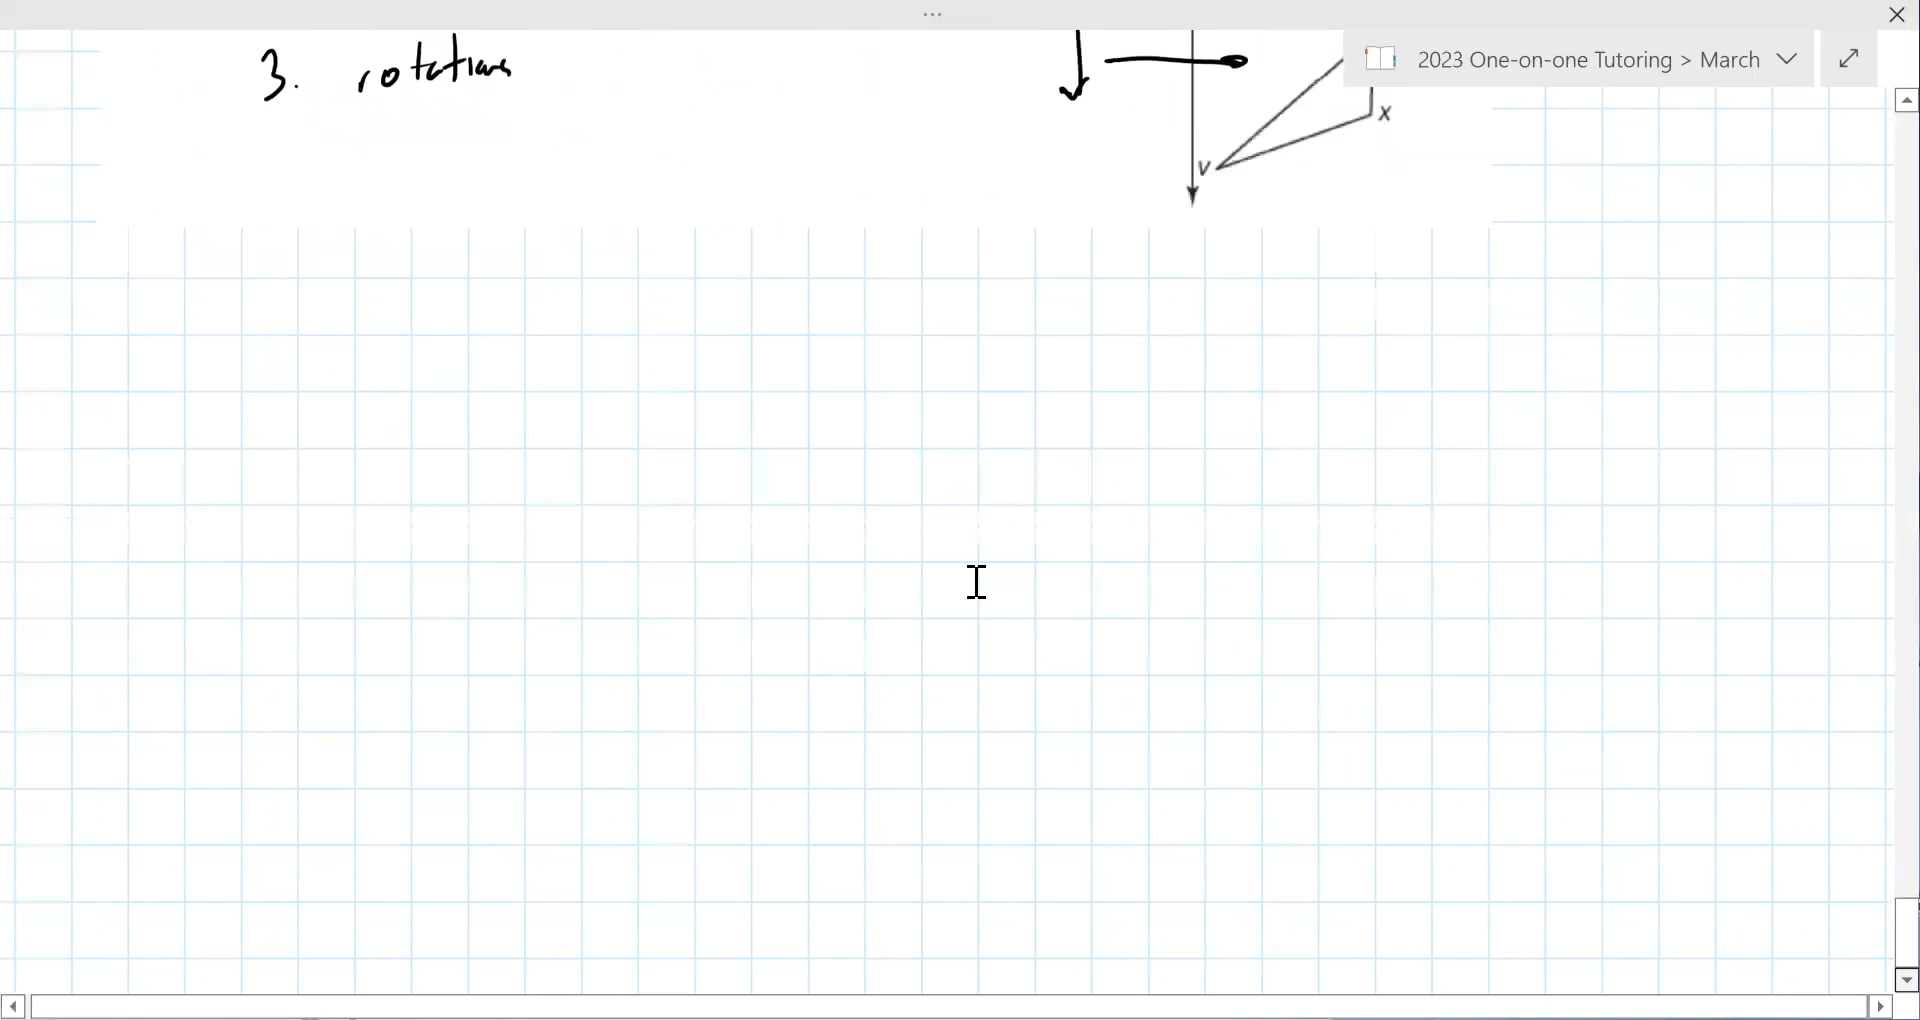 ...
2023 One-on-one Tutoring > March
3. rotations
X
V